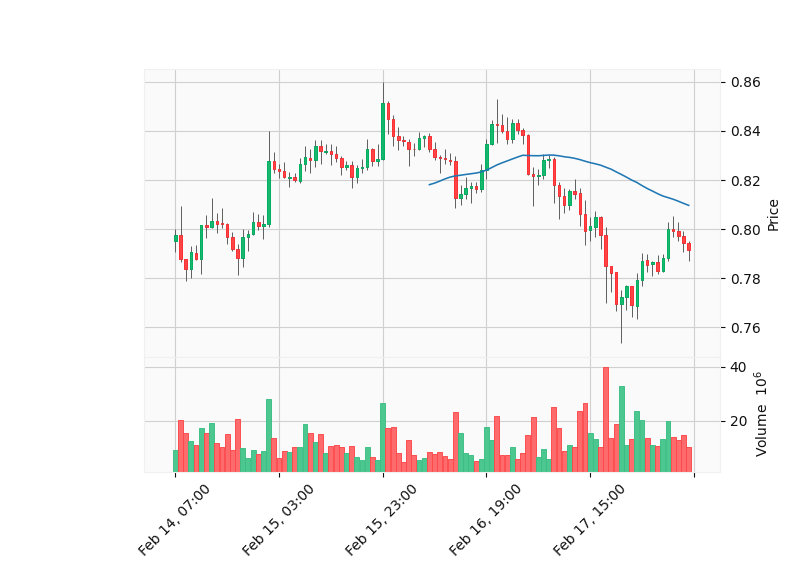 0.86
0.84
0.82
0.80
0.78
0.76
Price
40
20
Volume 10^6
Feb 14, 07:00
Feb 15, 03:00
Feb 15, 23:00
Feb 16, 19:00
Feb 17, 15:00